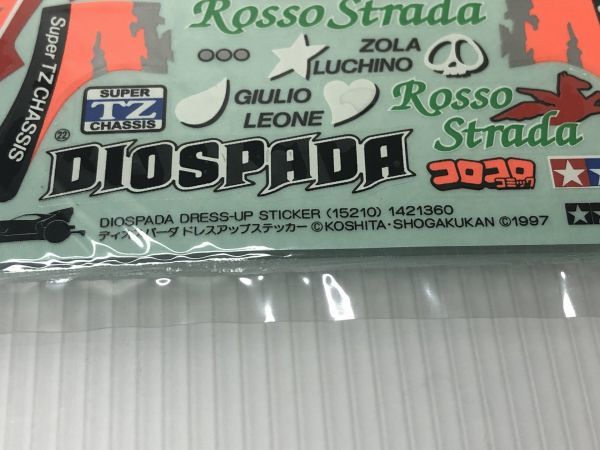 Rosso Strada
Super TZ CHASSIS
ZOLA
LUCHINO
SUPER
TZ
CHASSIS
GIULIO
LEONE
Rosso
Strada
22
DIOSPADA
コロコロ
コミック
DIOSPADA DRESS-UP STICKER (15210) 1421360
ディオスパーダ ドレスアップステッカー ©KOSHITA·SHOGAKUKAN ©1997